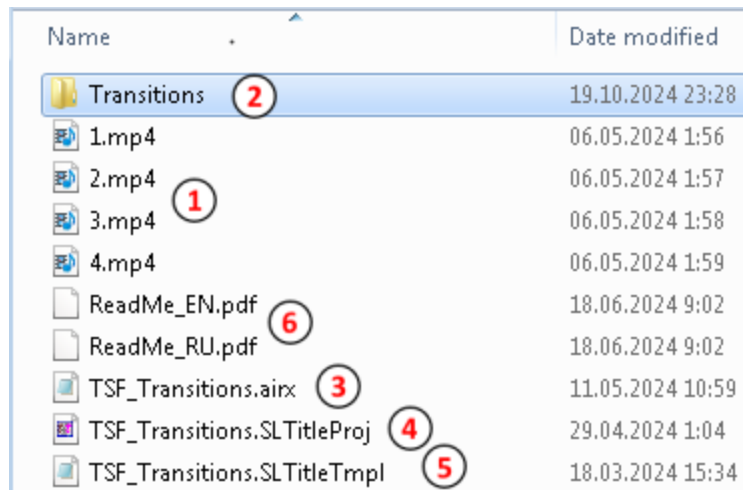 Name Date modified
Transitions 2 19.10.2024 23:28
1.mp4 06.05.2024 1:56
2.mp4 06.05.2024 1:57
1
3.mp4 06.05.2024 1:58
4.mp4 06.05.2024 1:59
ReadMe_EN.pdf 18.06.2024 9:02
6
ReadMe_RU.pdf 18.06.2024 9:02
TSF_Transitions.airx 3 11.05.2024 10:59
TSF_Transitions.SLTitleProj 4 29.04.2024 1:04
TSF_Transitions.SLTitleTmpl 5 18.03.2024 15:34